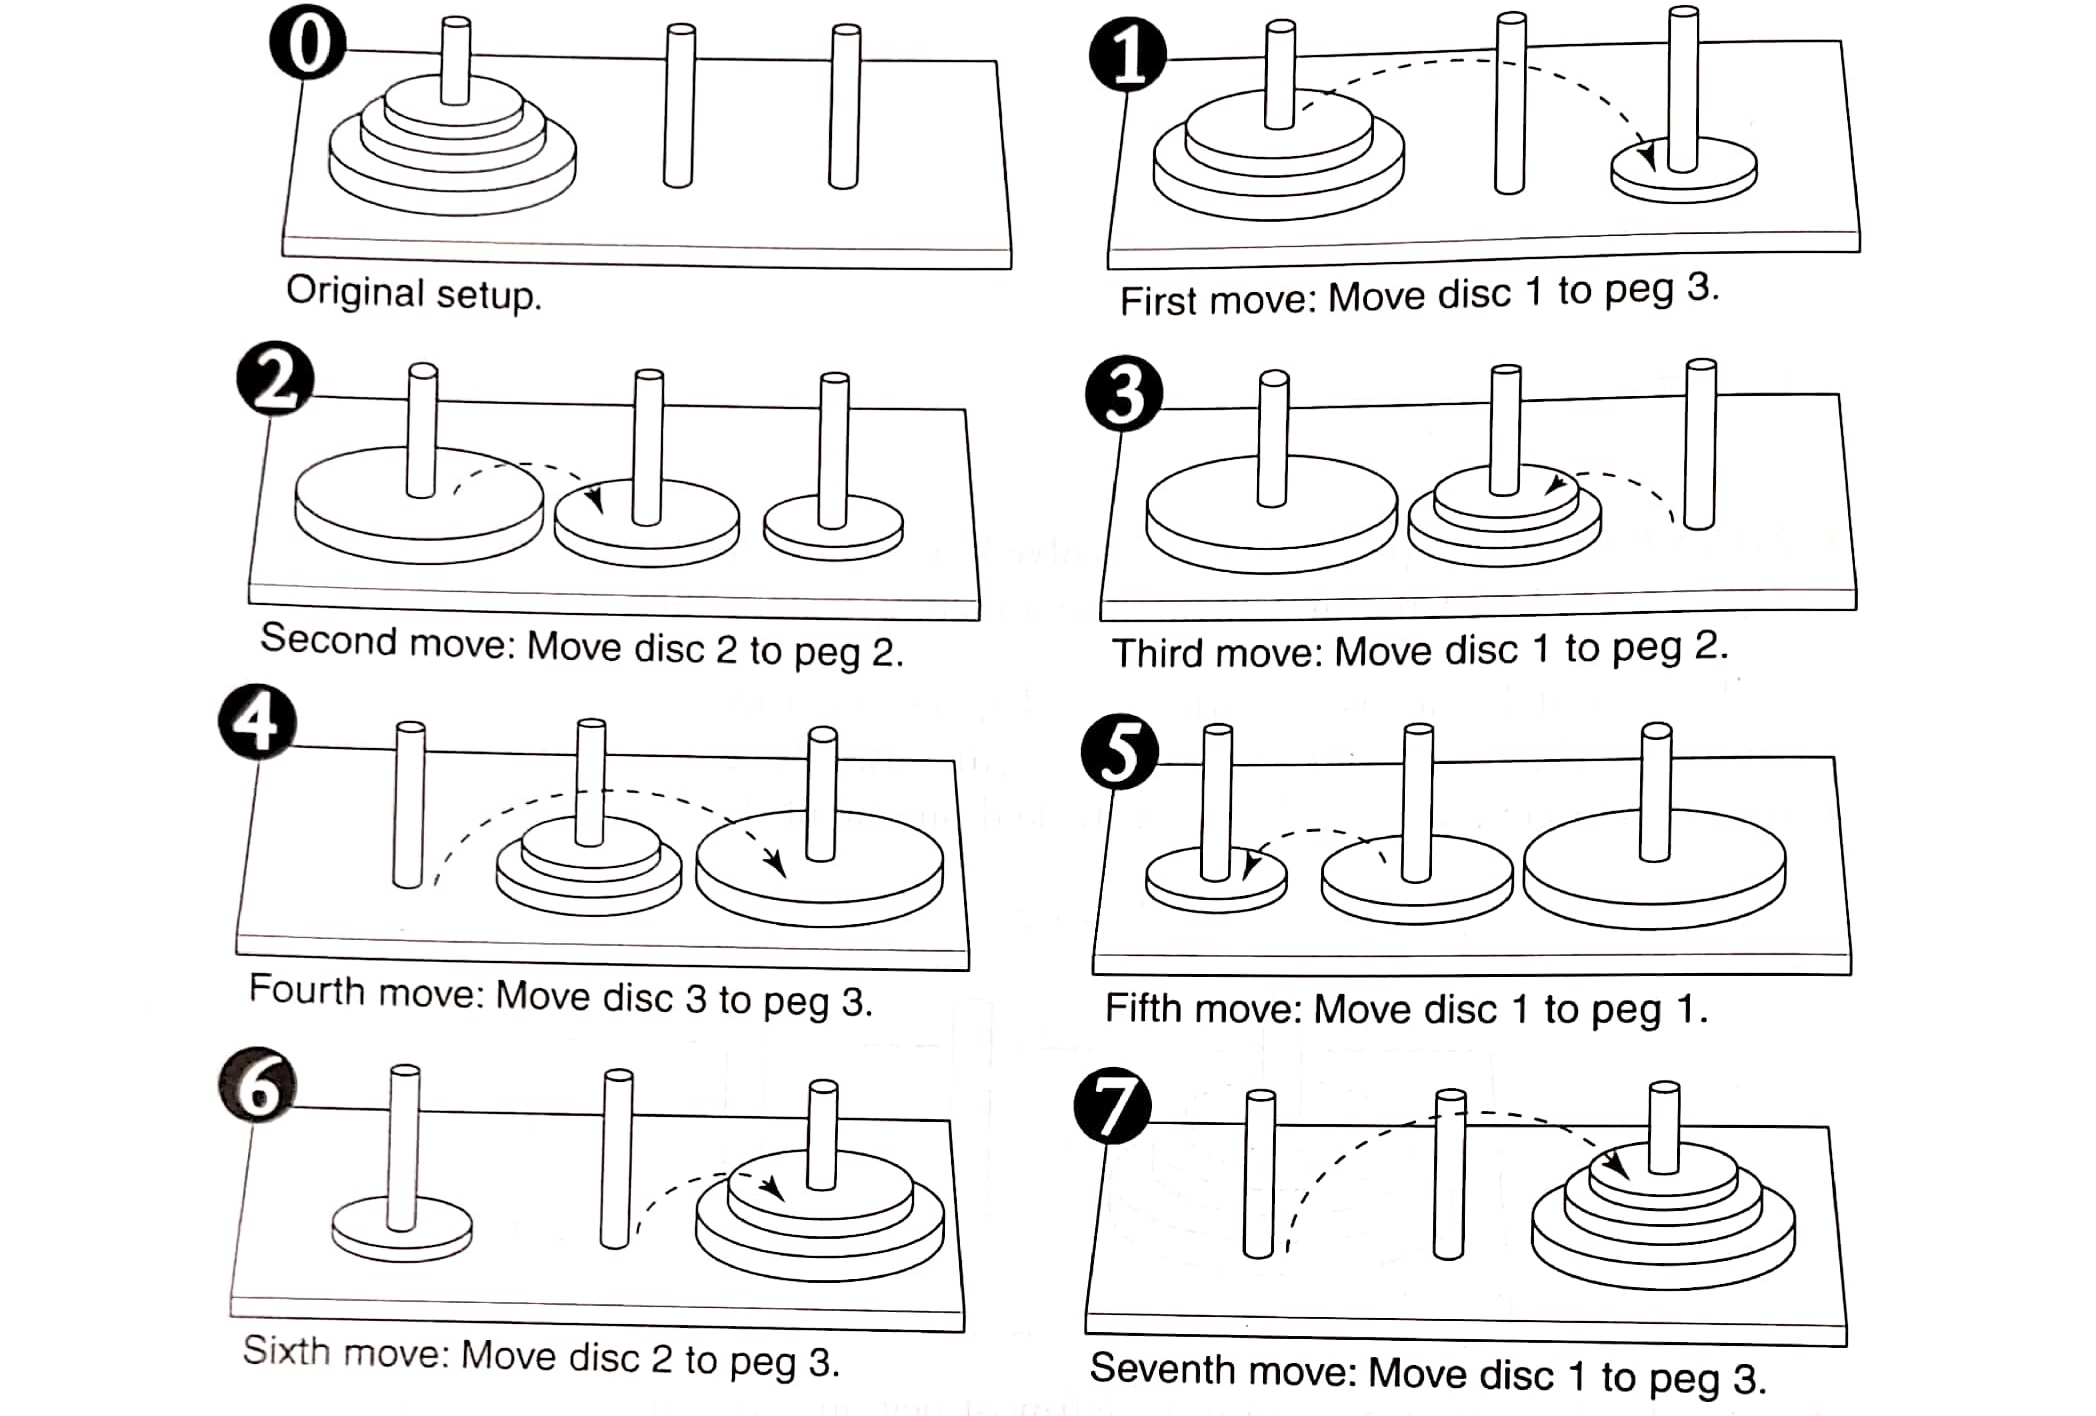 0
Original setup.
1
First move: Move disc 1 to peg 3.
2
Second move: Move disc 2 to peg 2.
3
Third move: Move disc 1 to peg 2.
4
Fourth move: Move disc 3 to peg 3.
5
Fifth move: Move disc 1 to peg 1.
6
Sixth move: Move disc 2 to peg 3.
7
Seventh move: Move disc 1 to peg 3.